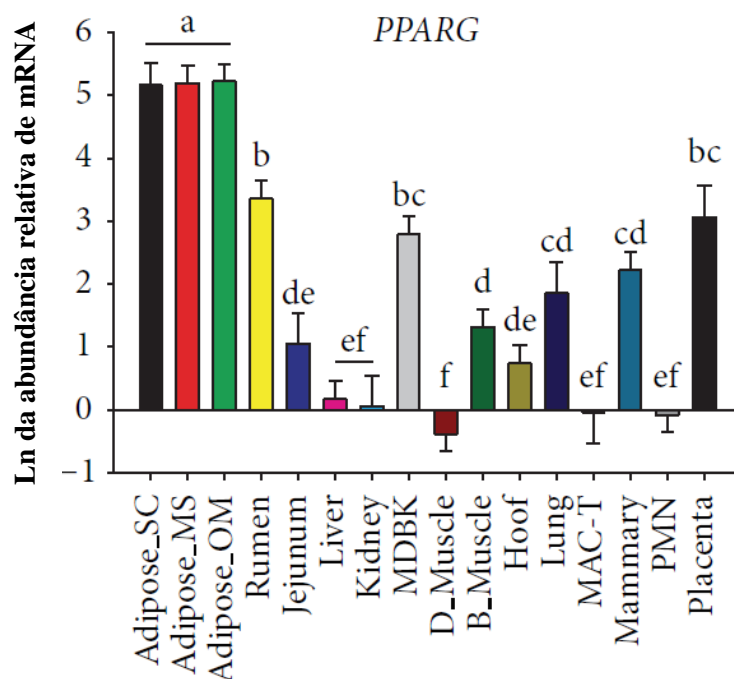 PPARG
Ln da abundância relativa de mRNA
6
5
4
3
2
1
0
−1
a
b
de
ef
bc
f
d
de
cd
ef
cd
ef
bc
Adipose_SC
Adipose_MS
Adipose_OM
Rumen
Jejunum
Liver
Kidney
MDBK
D_Muscle
B_Muscle
Hoof
Lung
MAC-T
Mammary
PMN
Placenta